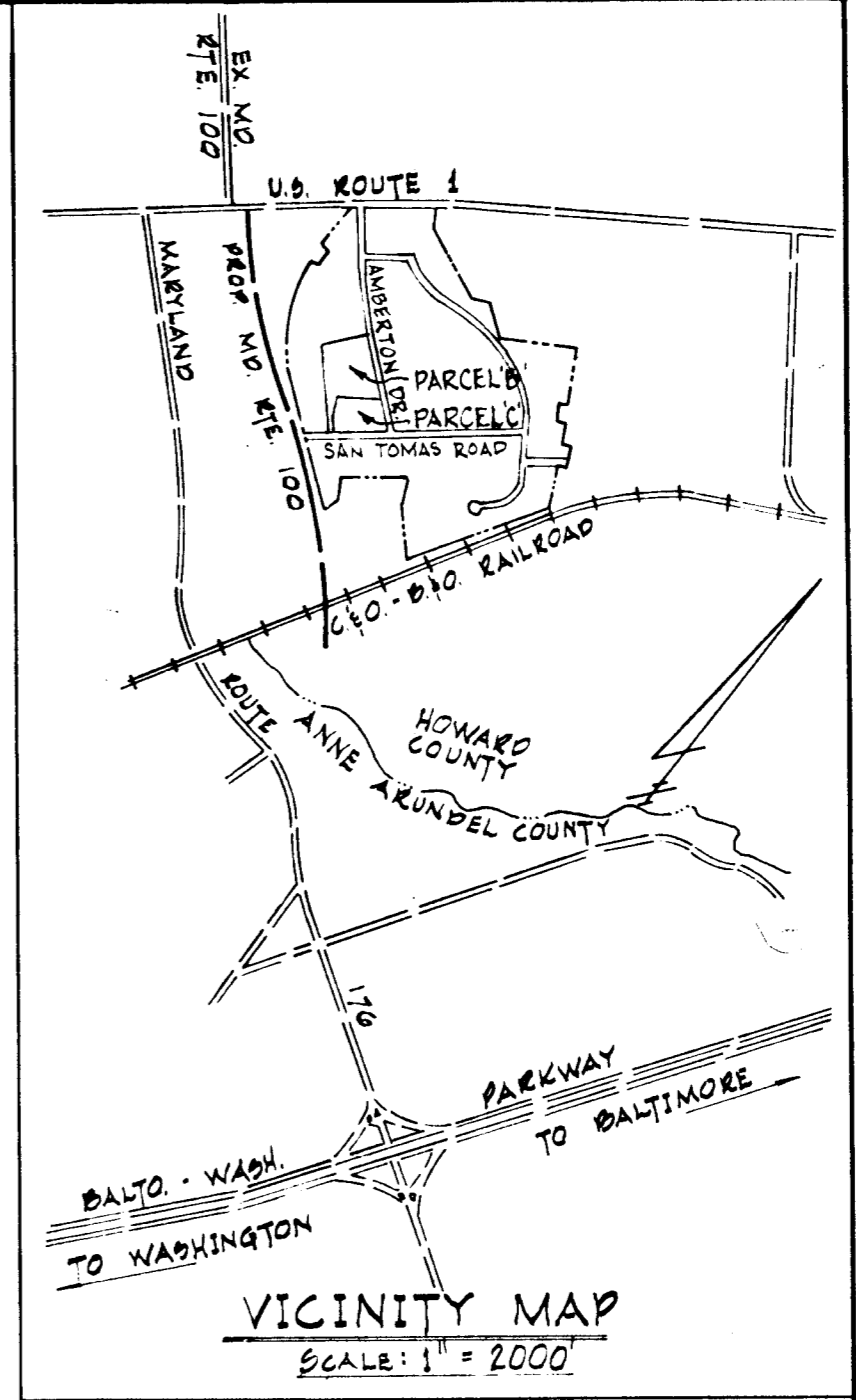 EX. MD.
RTE. 100
U.S. ROUTE 1
MARYLAND
PROP. MD. RTE. 100
AMBERTON DR.
PARCEL 'B'
PARCEL 'C'
SAN TOMAS ROAD
C.&O. - B.&O. RAILROAD
ROUTE
HOWARD
COUNTY
ANNE ARUNDEL COUNTY
176
PARKWAY
TO BALTIMORE
BALTO. - WASH.
TO WASHINGTON
VICINITY MAP
SCALE: 1" = 2000'